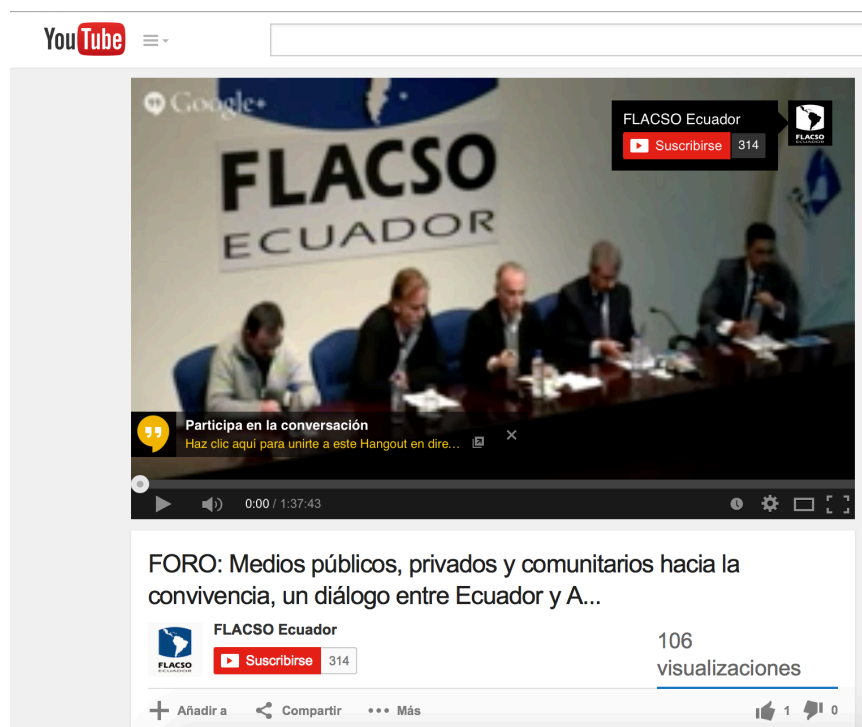 YouTube
Google+
FLACSO Ecuador
Suscribirse 314
FLACSO
ECUADOR
FLACSO
ECUADOR
Participa en la conversación
Haz clic aquí para unirte a este Hangout en dire...
0:00 / 1:37:43
FORO: Medios públicos, privados y comunitarios hacia la
convivencia, un diálogo entre Ecuador y A...
FLACSO
ECUADOR
FLACSO Ecuador
Suscribirse 314
106
visualizaciones
Añadir a Compartir Más 1 0